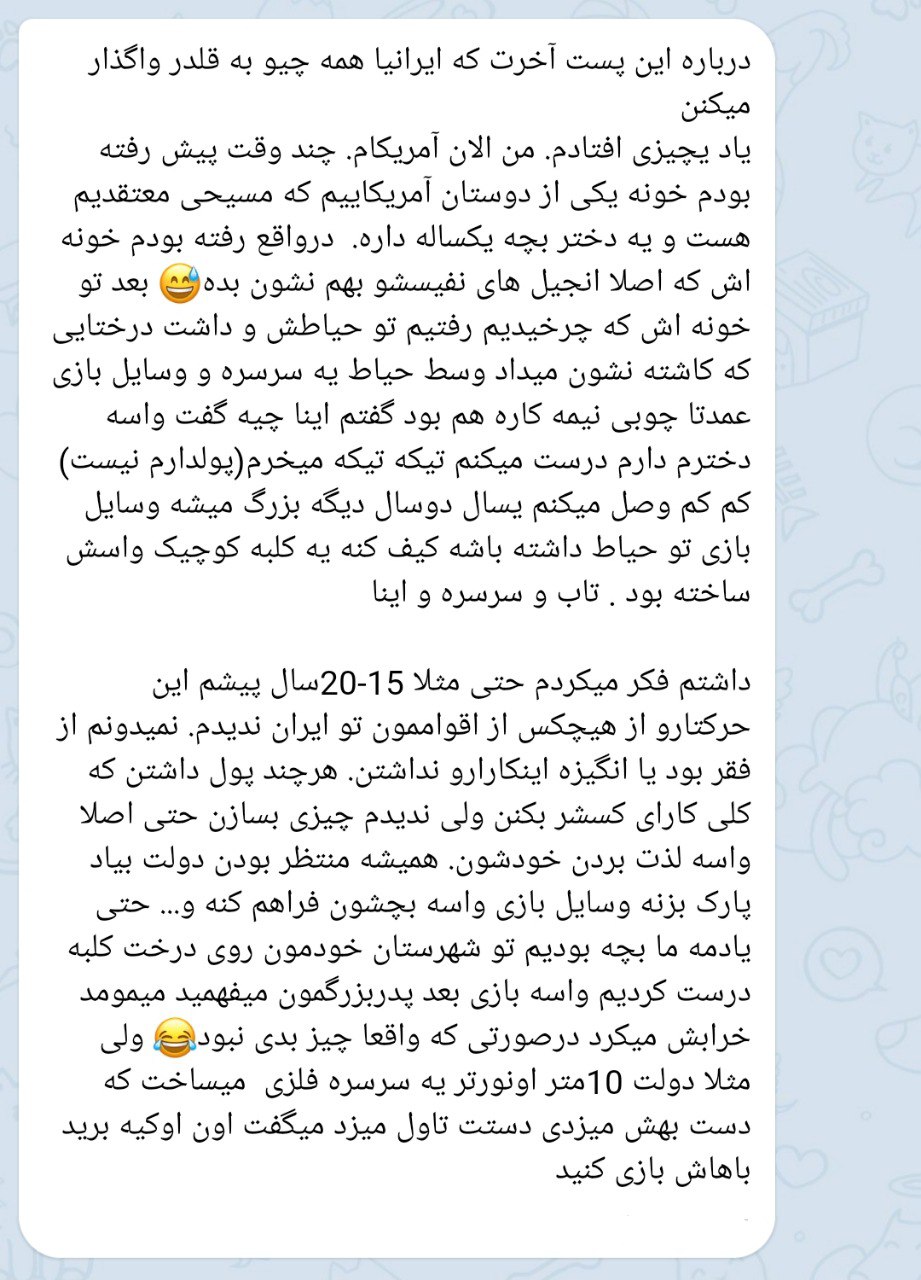 درباره این پست آخرت که ایرانیا همه چیو به قلدر واگذار
میکنن
یاد یچیزی افتادم. من الان آمریکام. چند وقت پیش رفته
بودم خونه یکی از دوستان آمریکاییم که مسیحی معتقدیم
هست و یه دختر بچه یکساله داره.  درواقع رفته بودم خونه
اش که اصلا انجیل های نفیسشو بهم نشون بده😅 بعد تو
خونه اش که چرخیدیم رفتیم تو حیاطش و داشت درختایی
که کاشته نشون میداد وسط حیاط یه سرسره و وسایل بازی
عمدتا چوبی نیمه کاره هم بود گفتم اینا چیه گفت واسه
دخترم دارم درست میکنم تیکه تیکه میخرم(پولدارم نیست)
کم کم وصل میکنم یسال دوسال دیگه بزرگ میشه وسایل
بازی تو حیاط داشته باشه کیف کنه یه کلبه کوچیک واسش
ساخته بود . تاب و سرسره و اینا

داشتم فکر میکردم حتی مثلا 15-20سال پیشم این
حرکتارو از هیچکس از اقواممون تو ایران ندیدم. نمیدونم از
فقر بود یا انگیزه اینکارارو نداشتن. هرچند پول داشتن که
کلی کارای کسشر بکنن ولی ندیدم چیزی بسازن حتی اصلا
واسه لذت بردن خودشون. همیشه منتظر بودن دولت بیاد
پارک بزنه وسایل بازی واسه بچشون فراهم کنه و... حتی
یادمه ما بچه بودیم تو شهرستان خودمون روی درخت کلبه
درست کردیم واسه بازی بعد پدربزرگمون میفهمید میمومد
خرابش میکرد درصورتی که واقعا چیز بدی نبود😂 ولی
مثلا دولت 10متر اونورتر یه سرسره فلزی  میساخت که
دست بهش میزدی دستت تاول میزد میگفت اون اوکیه برید
باهاش بازی کنید